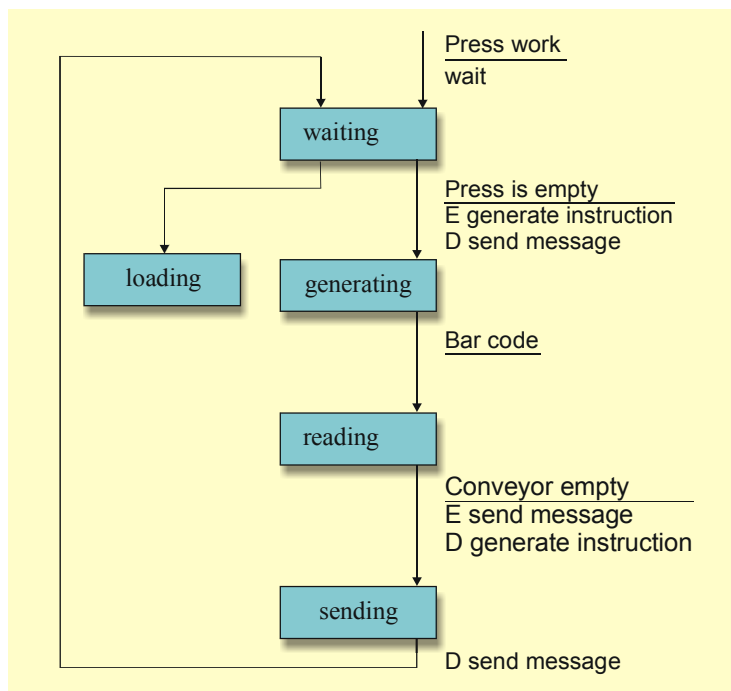 Press work
wait
waiting
Press is empty
E generate instruction
D send message
loading
generating
Bar code
reading
Conveyor empty
E send message
D generate instruction
sending
D send message